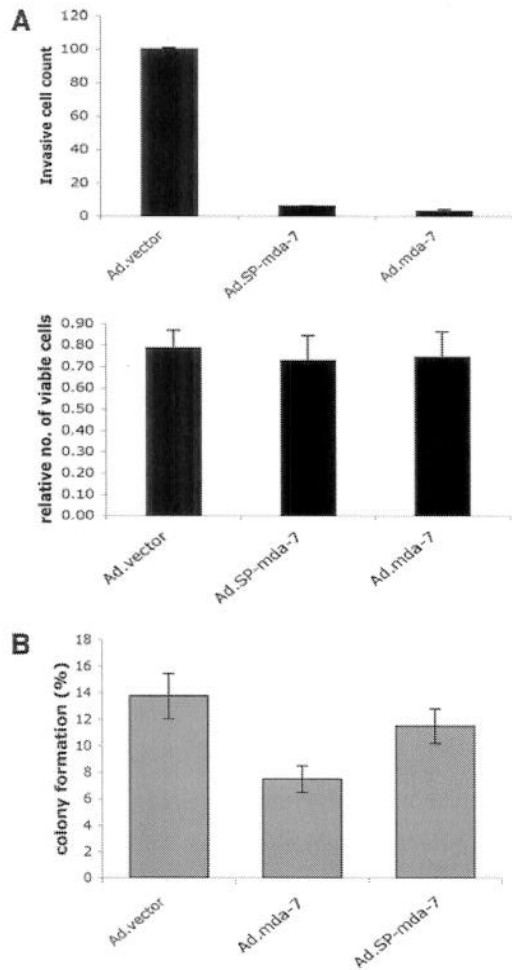 A
Invasive cell count
120
100
80
60
40
20
0
Ad.vector
Ad.SP-mda-7
Ad.mda-7
relative no. of viable cells
0.90
0.80
0.70
0.60
0.50
0.40
0.30
0.20
0.10
0.00
Ad.vector
Ad.SP-mda-7
Ad.mda-7
B
colony formation (%)
18
16
14
12
10
8
6
4
2
0
Ad.vector
Ad.mda-7
Ad.SP-mda-7